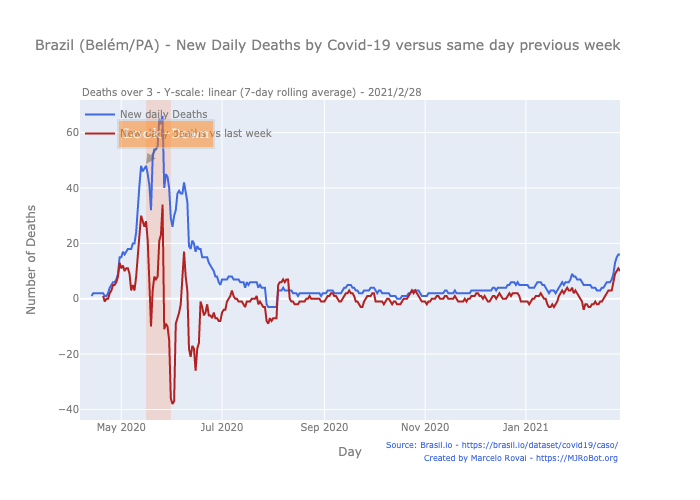 Brazil (Belém/PA) - New Daily Deaths by Covid-19 versus same day previous week
Deaths over 3 - Y-scale: linear (7-day rolling average) - 2021/2/28
New daily Deaths
New daily Deaths vs last week
Number of Deaths
60
40
20
0
−20
−40
May 2020
Jul 2020
Sep 2020
Nov 2020
Jan 2021
Day
Source: Brasil.io - https://brasil.io/dataset/covid19/caso/
Created by Marcelo Rovai - https://MJRoBot.org